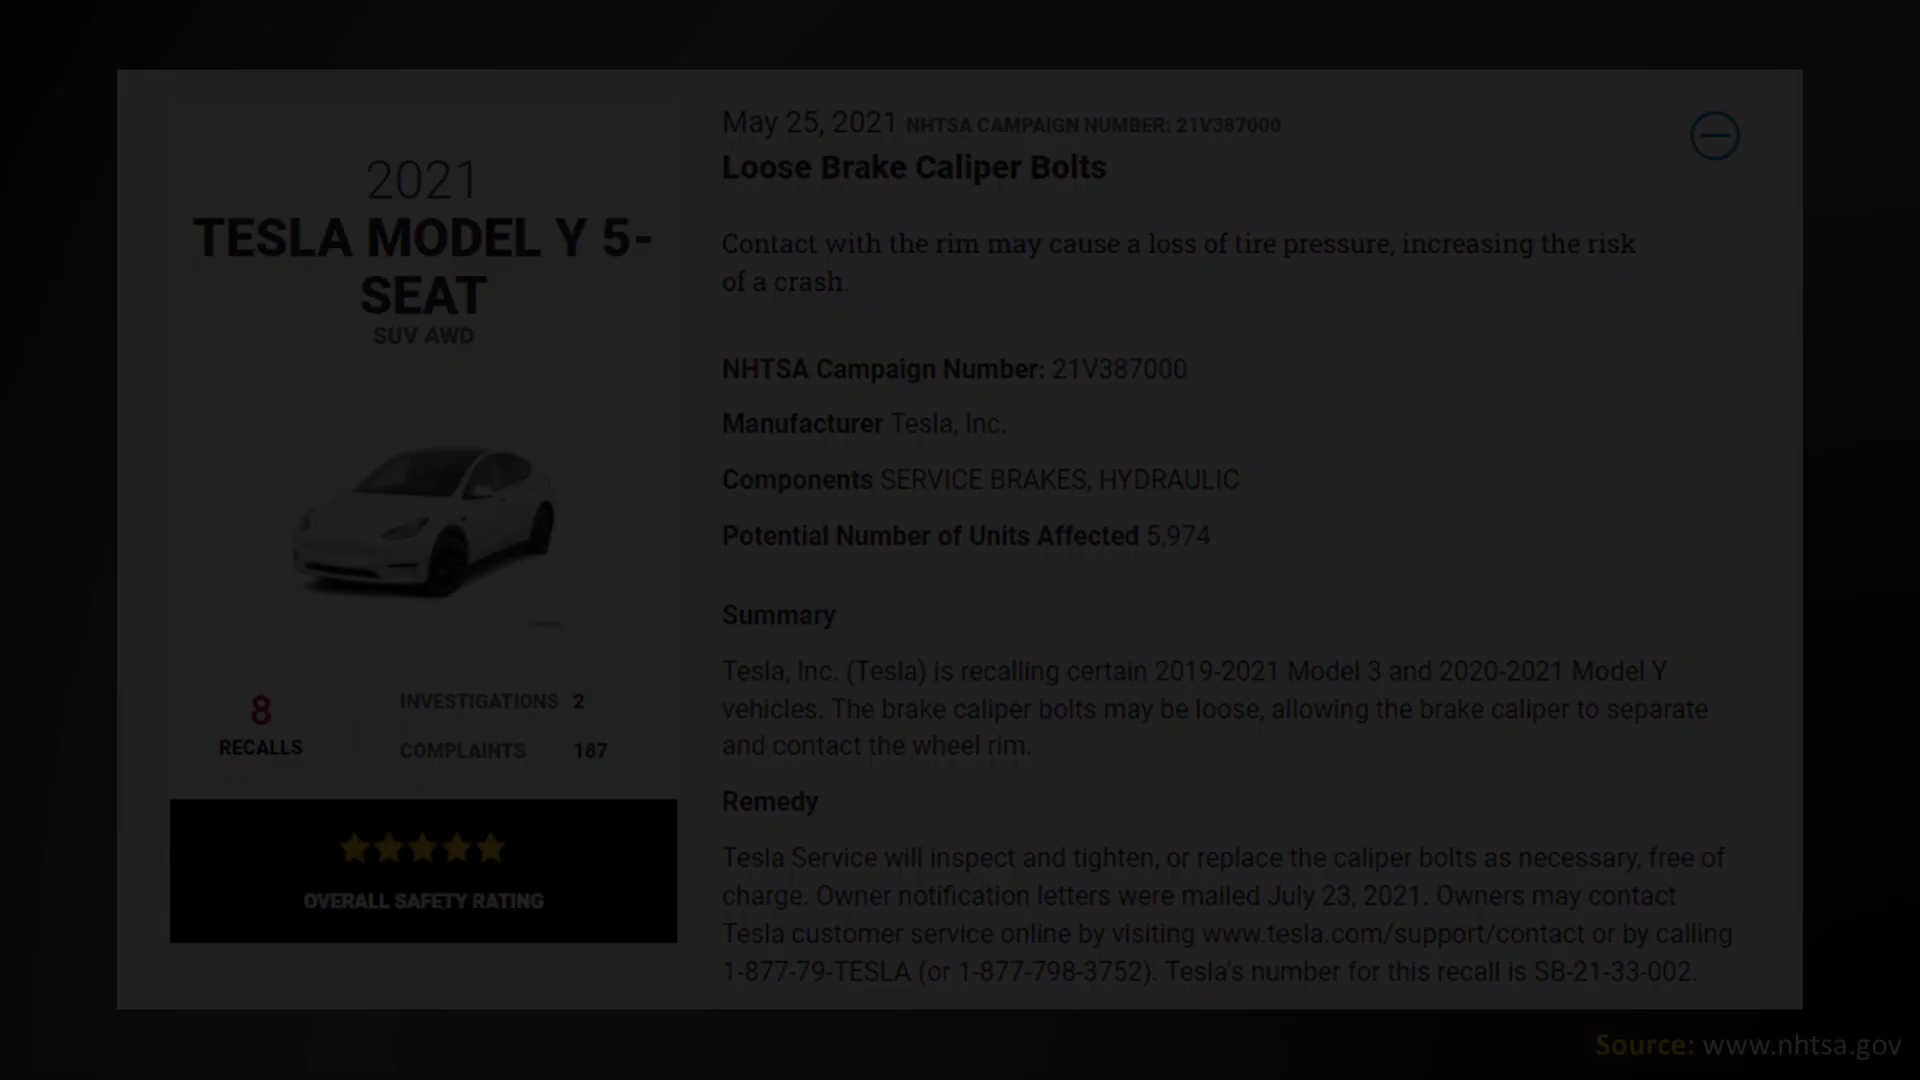 2021
TESLA MODEL Y 5-
SEAT
SUV AWD
8
RECALLS
INVESTIGATIONS 2
COMPLAINTS 187
OVERALL SAFETY RATING
May 25, 2021 NHTSA CAMPAIGN NUMBER: 21V387000
Loose Brake Caliper Bolts
Contact with the rim may cause a loss of tire pressure, increasing the risk
of a crash.
NHTSA Campaign Number: 21V387000
Manufacturer Tesla, Inc.
Components SERVICE BRAKES, HYDRAULIC
Potential Number of Units Affected 5,974
Summary
Tesla, Inc. (Tesla) is recalling certain 2019-2021 Model 3 and 2020-2021 Model Y
vehicles. The brake caliper bolts may be loose, allowing the brake caliper to separate
and contact the wheel rim.
Remedy
Tesla Service will inspect and tighten, or replace the caliper bolts as necessary, free of
charge. Owner notification letters were mailed July 23, 2021. Owners may contact
Tesla customer service online by visiting www.tesla.com/support/contact or by calling
1-877-79-TESLA (or 1-877-798-3752). Tesla's number for this recall is SB-21-33-002.
Source: www.nhtsa.gov